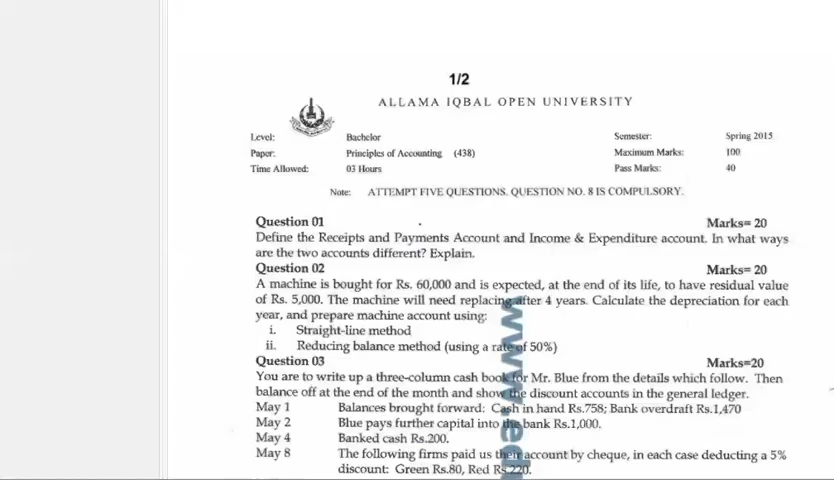 1/2
ALLAMA IQBAL OPEN UNIVERSITY
Level: Bachelor Semester: Spring 2015
Paper: Principles of Accounting (438) Maximum Marks: 100
Time Allowed: 03 Hours Pass Marks: 40
Note: ATTEMPT FIVE QUESTIONS. QUESTION NO. 8 IS COMPULSORY.
Question 01 Marks= 20
Define the Receipts and Payments Account and Income & Expenditure account. In what ways
are the two accounts different? Explain.
Question 02 Marks= 20
A machine is bought for Rs. 60,000 and is expected, at the end of its life, to have residual value
of Rs. 5,000. The machine will need replacing after 4 years. Calculate the depreciation for each
year, and prepare machine account using:
i. Straight-line method
ii. Reducing balance method (using a rate of 50%)
Question 03 Marks=20
You are to write up a three-column cash book for Mr. Blue from the details which follow. Then
balance off at the end of the month and show the discount accounts in the general ledger.
May 1 Balances brought forward: Cash in hand Rs.758; Bank overdraft Rs.1,470
May 2 Blue pays further capital into the bank Rs.1,000.
May 4 Banked cash Rs.200.
May 8 The following firms paid us their account by cheque, in each case deducting a 5%
discount: Green Rs.80, Red Rs.220.
www.ed